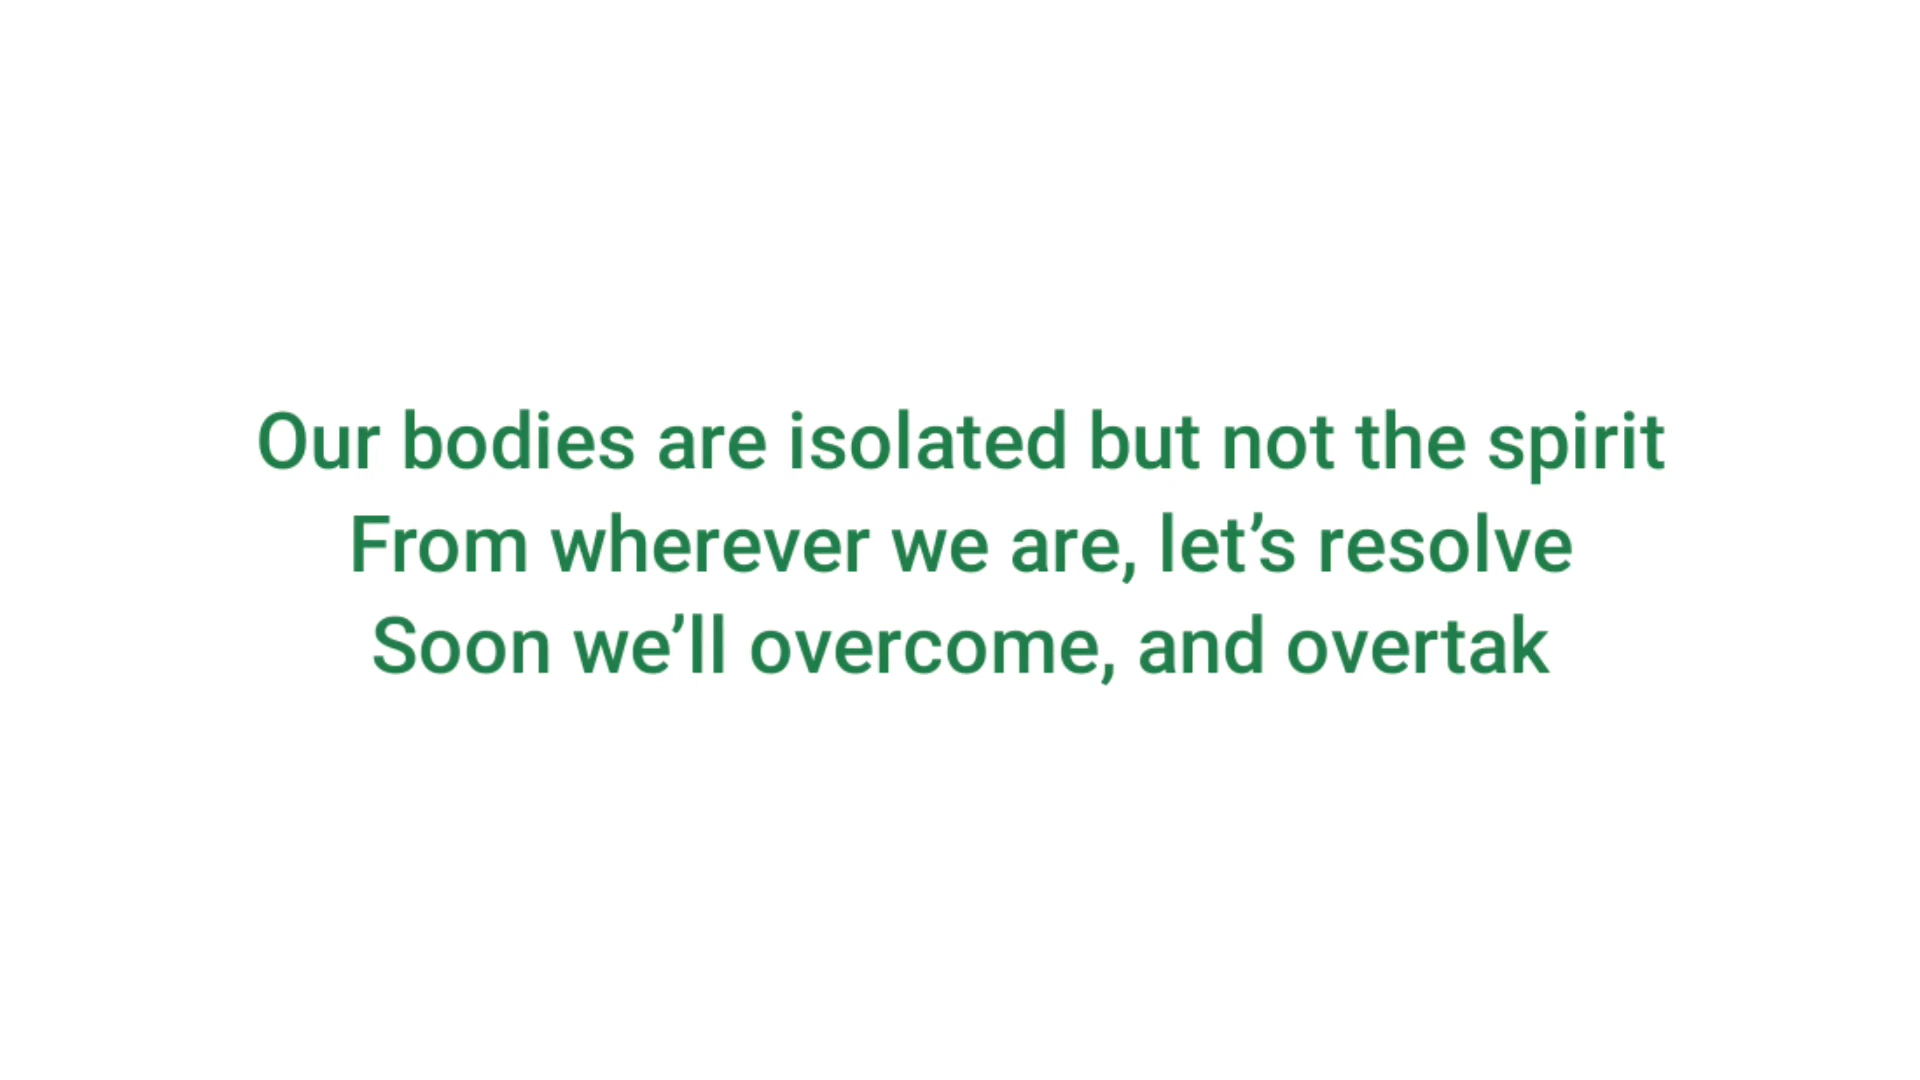 Our bodies are isolated but not the spirit
From wherever we are, let’s resolve
Soon we’ll overcome, and overtak